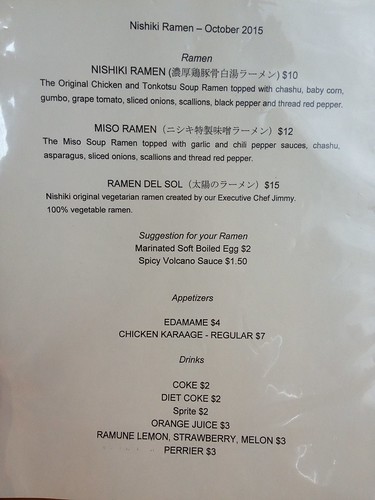 Nishiki Ramen – October 2015
Ramen
NISHIKI RAMEN (濃厚鶏豚骨白湯ラーメン) $10
The Original Chicken and Tonkotsu Soup Ramen topped with chashu, baby corn,
gumbo, grape tomato, sliced onions, scallions, black pepper and thread red pepper.
MISO RAMEN（ニシキ特製味噌ラーメン）$12
The Miso Soup Ramen topped with garlic and chili pepper sauces, chashu,
asparagus, sliced onions, scallions and thread red pepper.
RAMEN DEL SOL（太陽のラーメン）$15
Nishiki original vegetarian ramen created by our Executive Chef Jimmy.
100% vegetable ramen.
Suggestion for your Ramen
Marinated Soft Boiled Egg $2
Spicy Volcano Sauce $1.50
Appetizers
EDAMAME $4
CHICKEN KARAAGE - REGULAR $7
Drinks
COKE $2
DIET COKE $2
Sprite $2
ORANGE JUICE $3
RAMUNE LEMON, STRAWBERRY, MELON $3
PERRIER $3